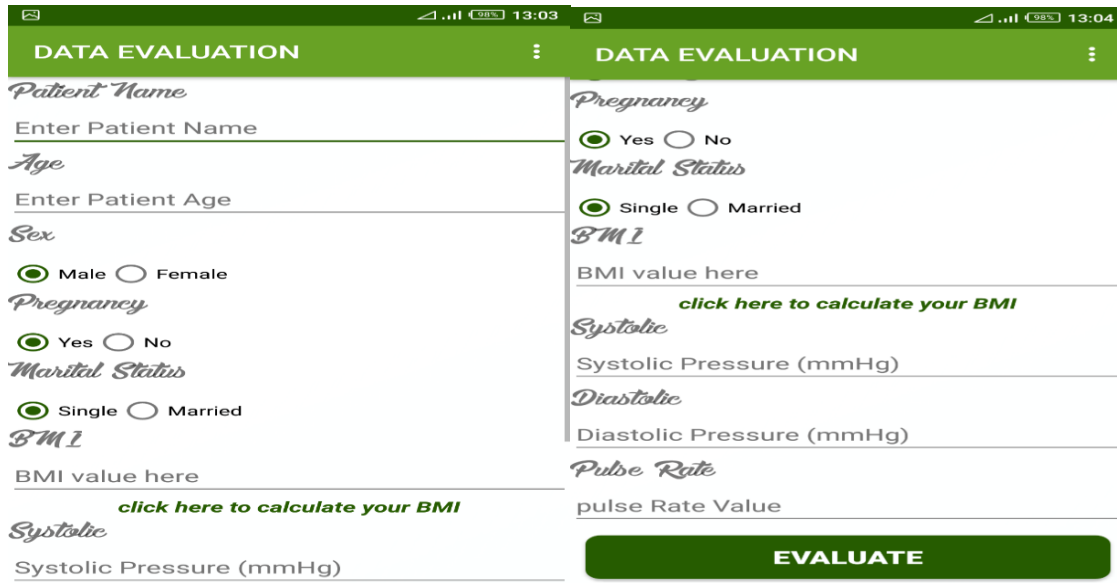 98% 13:03
DATA EVALUATION
Patient Name
Enter Patient Name
Age
Enter Patient Age
Sex
Male Female
Pregnancy
Yes No
Marital Status
Single Married
BMI
BMI value here
click here to calculate your BMI
Systolic
Systolic Pressure (mmHg)
98% 13:04
DATA EVALUATION
Pregnancy
Yes No
Marital Status
Single Married
BMI
BMI value here
click here to calculate your BMI
Systolic
Systolic Pressure (mmHg)
Diastolic
Diastolic Pressure (mmHg)
Pulse Rate
pulse Rate Value
EVALUATE